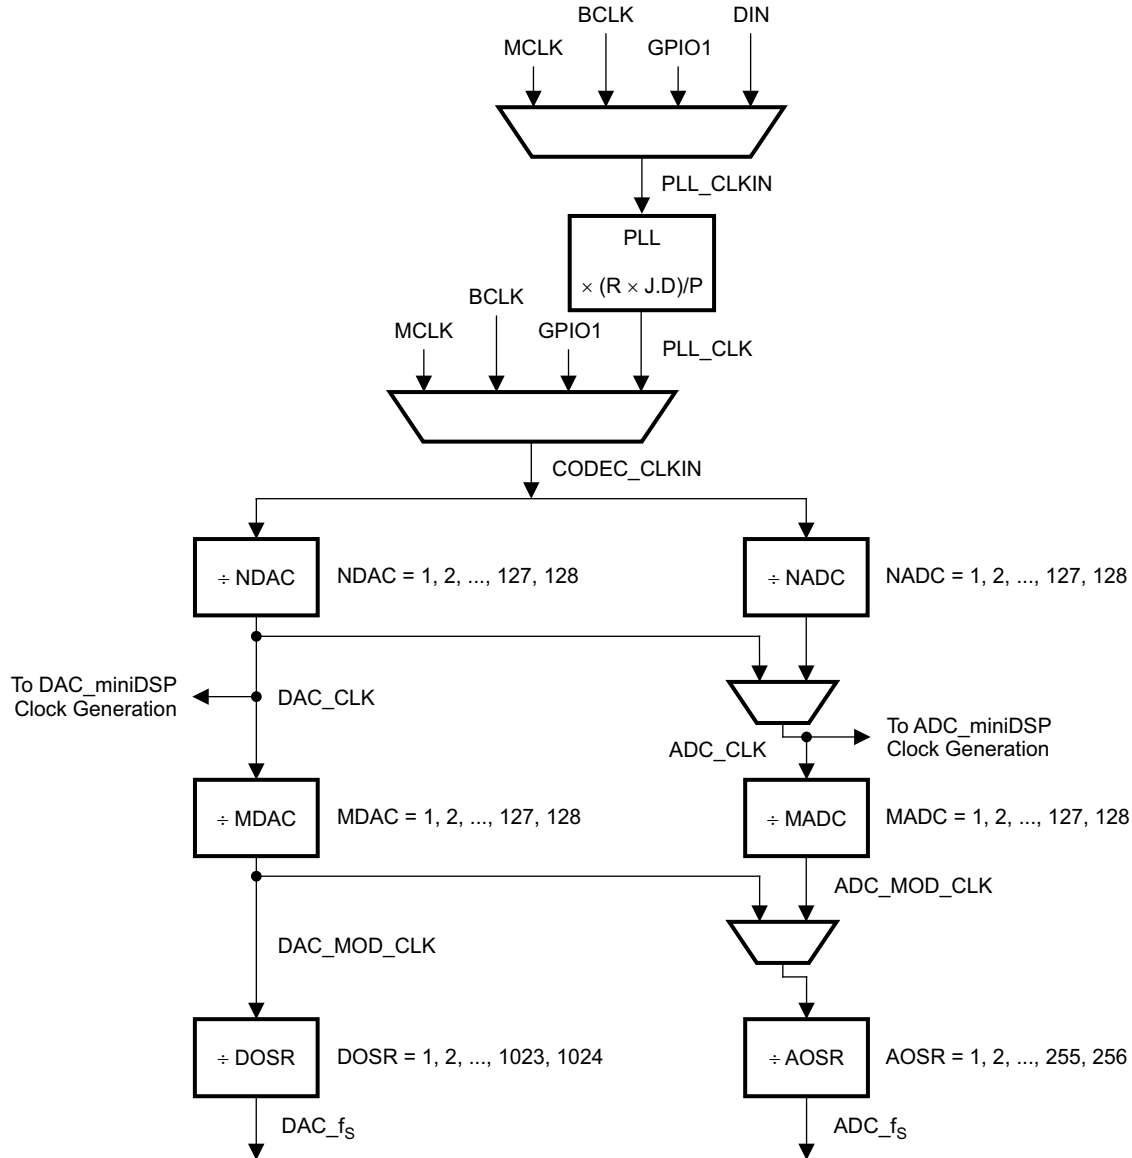 BCLK
DIN
MCLK
GPIO1
PLL_CLKIN
PLL
× (R × J.D)/P
BCLK
MCLK
GPIO1
PLL_CLK
CODEC_CLKIN
÷ NDAC
NDAC = 1, 2, ..., 127, 128
÷ NADC
NADC = 1, 2, ..., 127, 128
To DAC_miniDSP
Clock Generation
DAC_CLK
ADC_CLK
To ADC_miniDSP
Clock Generation
÷ MDAC
MDAC = 1, 2, ..., 127, 128
÷ MADC
MADC = 1, 2, ..., 127, 128
ADC_MOD_CLK
DAC_MOD_CLK
÷ DOSR
DOSR = 1, 2, ..., 1023, 1024
÷ AOSR
AOSR = 1, 2, ..., 255, 256
DAC_fS
ADC_fS